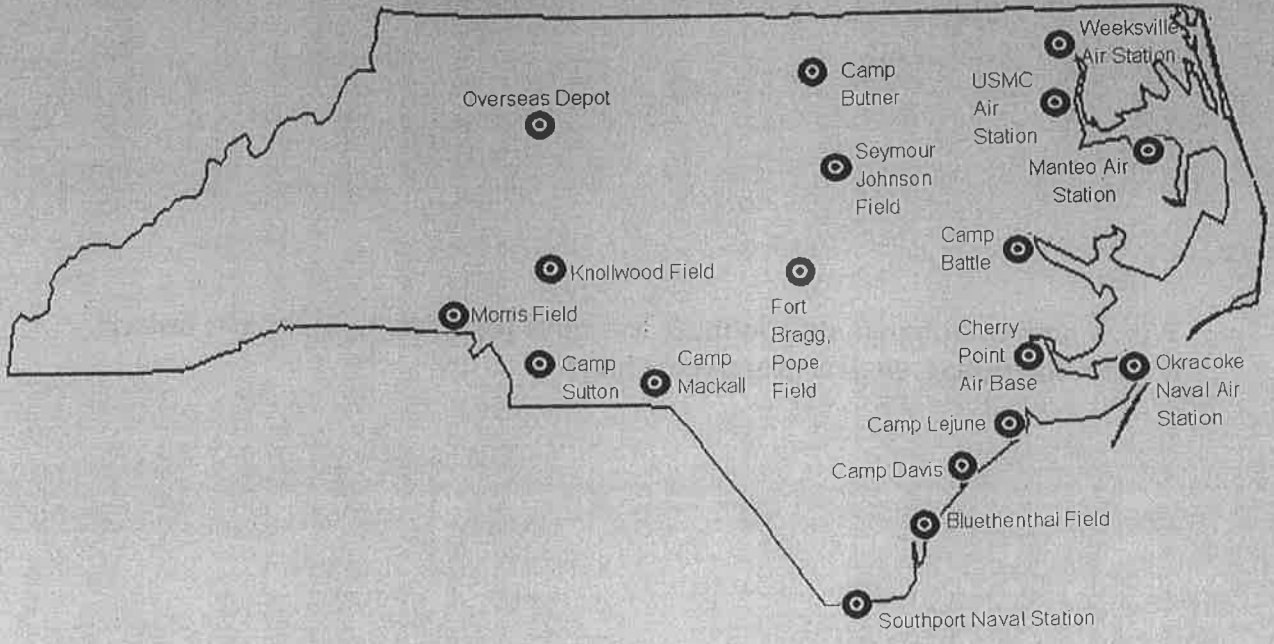 Weeksville
Air Station
Camp
Butner
USMC
Air
Station
Overseas Depot
Seymour
Johnson
Field
Manteo Air
Station
Camp
Battle
Knollwood Field
Fort
Bragg,
Pope
Field
Morris Field
Camp
Sutton
Camp
Mackall
Cherry
Point
Air Base
Okracoke
Naval Air
Station
Camp Lejune
Camp Davis
Bluethenthal Field
Southport Naval Station